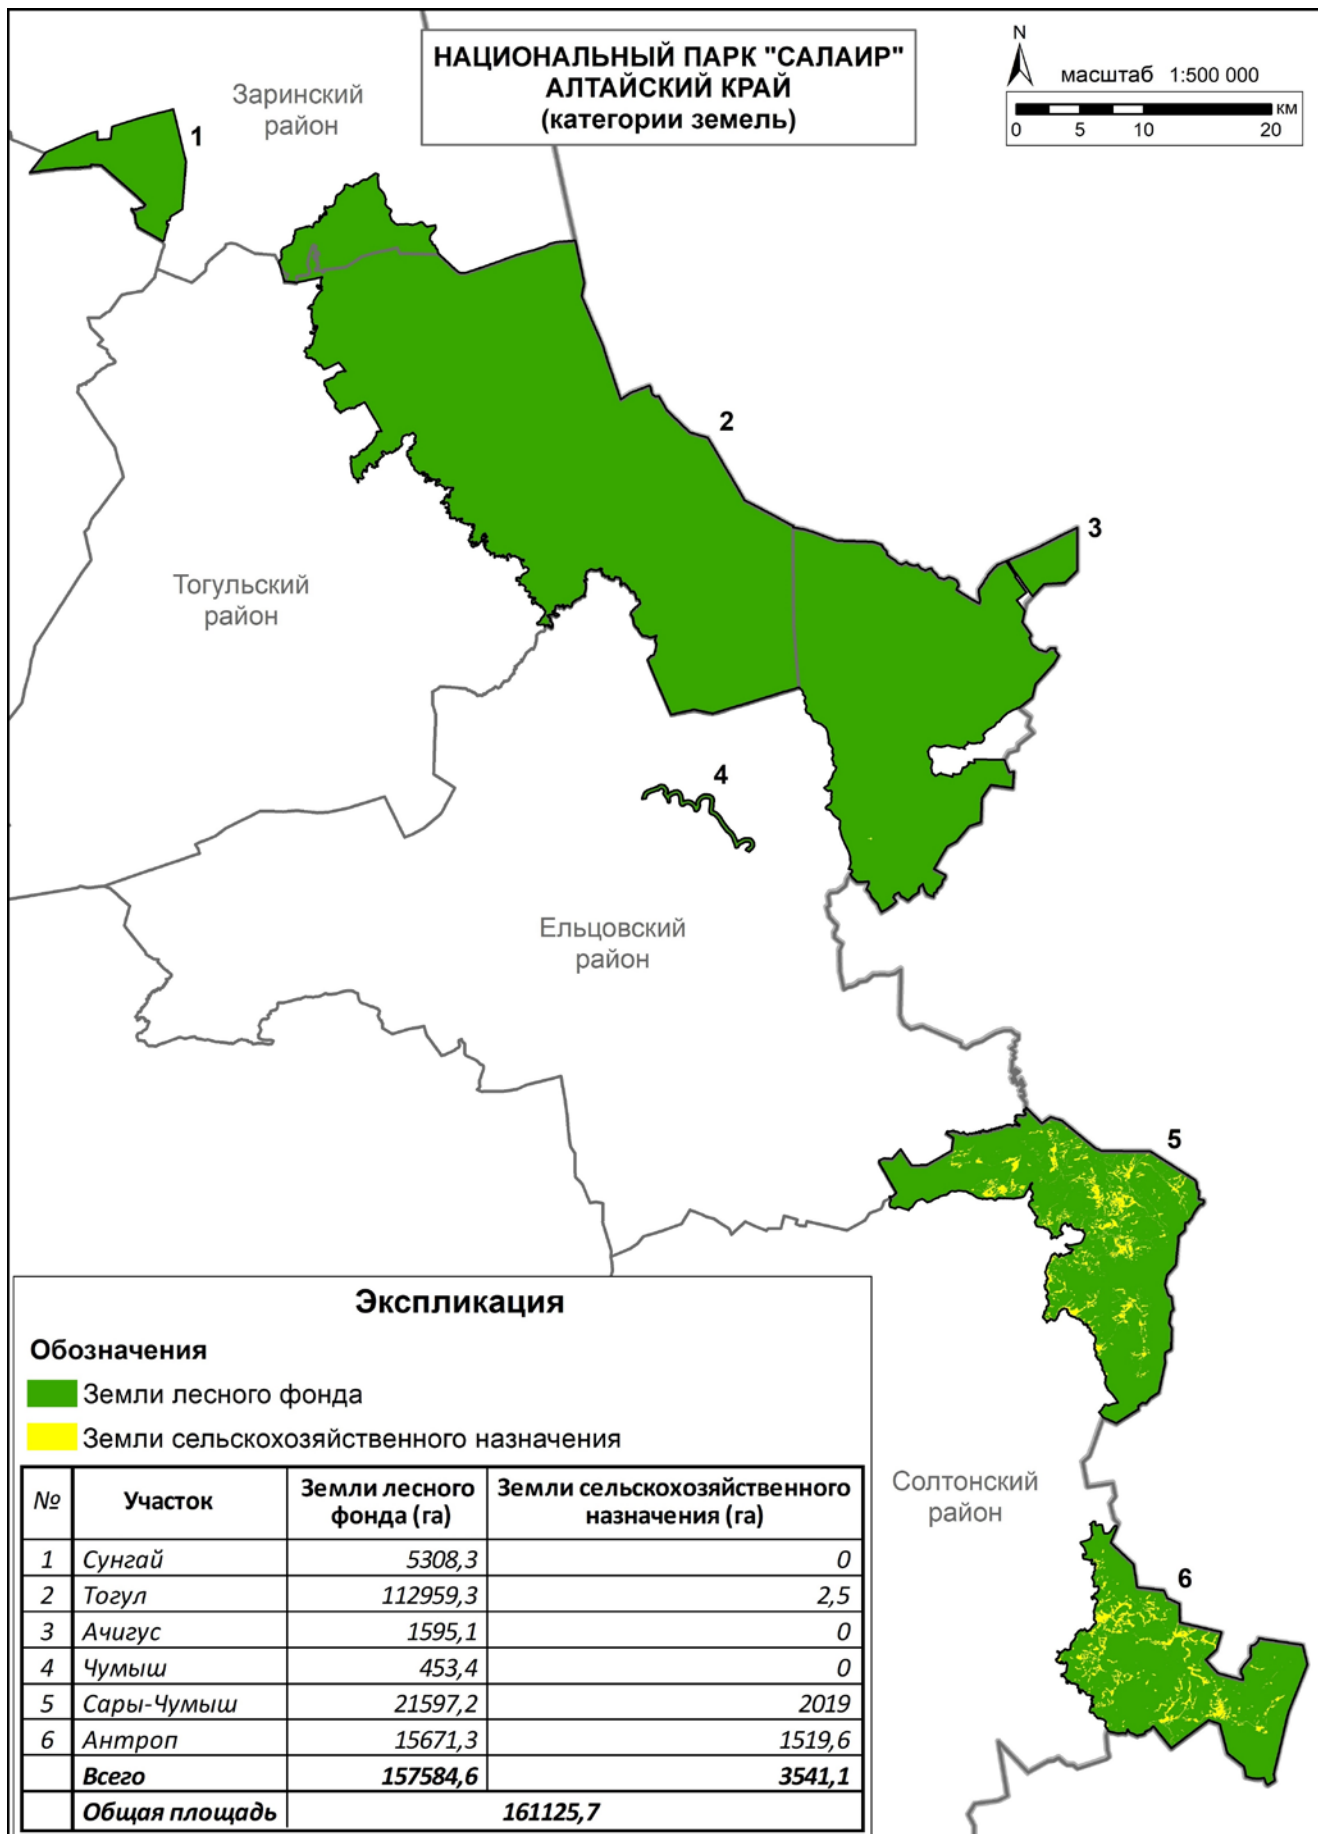 НАЦИОНАЛЬНЫЙ ПАРК "САЛАИР"
АЛТАЙСКИЙ КРАЙ
(категории земель)
N
масштаб 1:500 000
км
0 5 10 20
Заринский
район
1
2
3
Тогульский
район
4
Ельцовский
район
5
Солтонский
район
6
Экспликация
Обозначения
Земли лесного фонда
Земли сельскохозяйственного назначения
№ Участок Земли лесного фонда (га) Земли сельскохозяйственного назначения (га)
1 Сунгай 5308,3 0
2 Тогул 112959,3 2,5
3 Ачигус 1595,1 0
4 Чумыш 453,4 0
5 Сары-Чумыш 21597,2 2019
6 Антроп 15671,3 1519,6
Всего 157584,6 3541,1
Общая площадь 161125,7